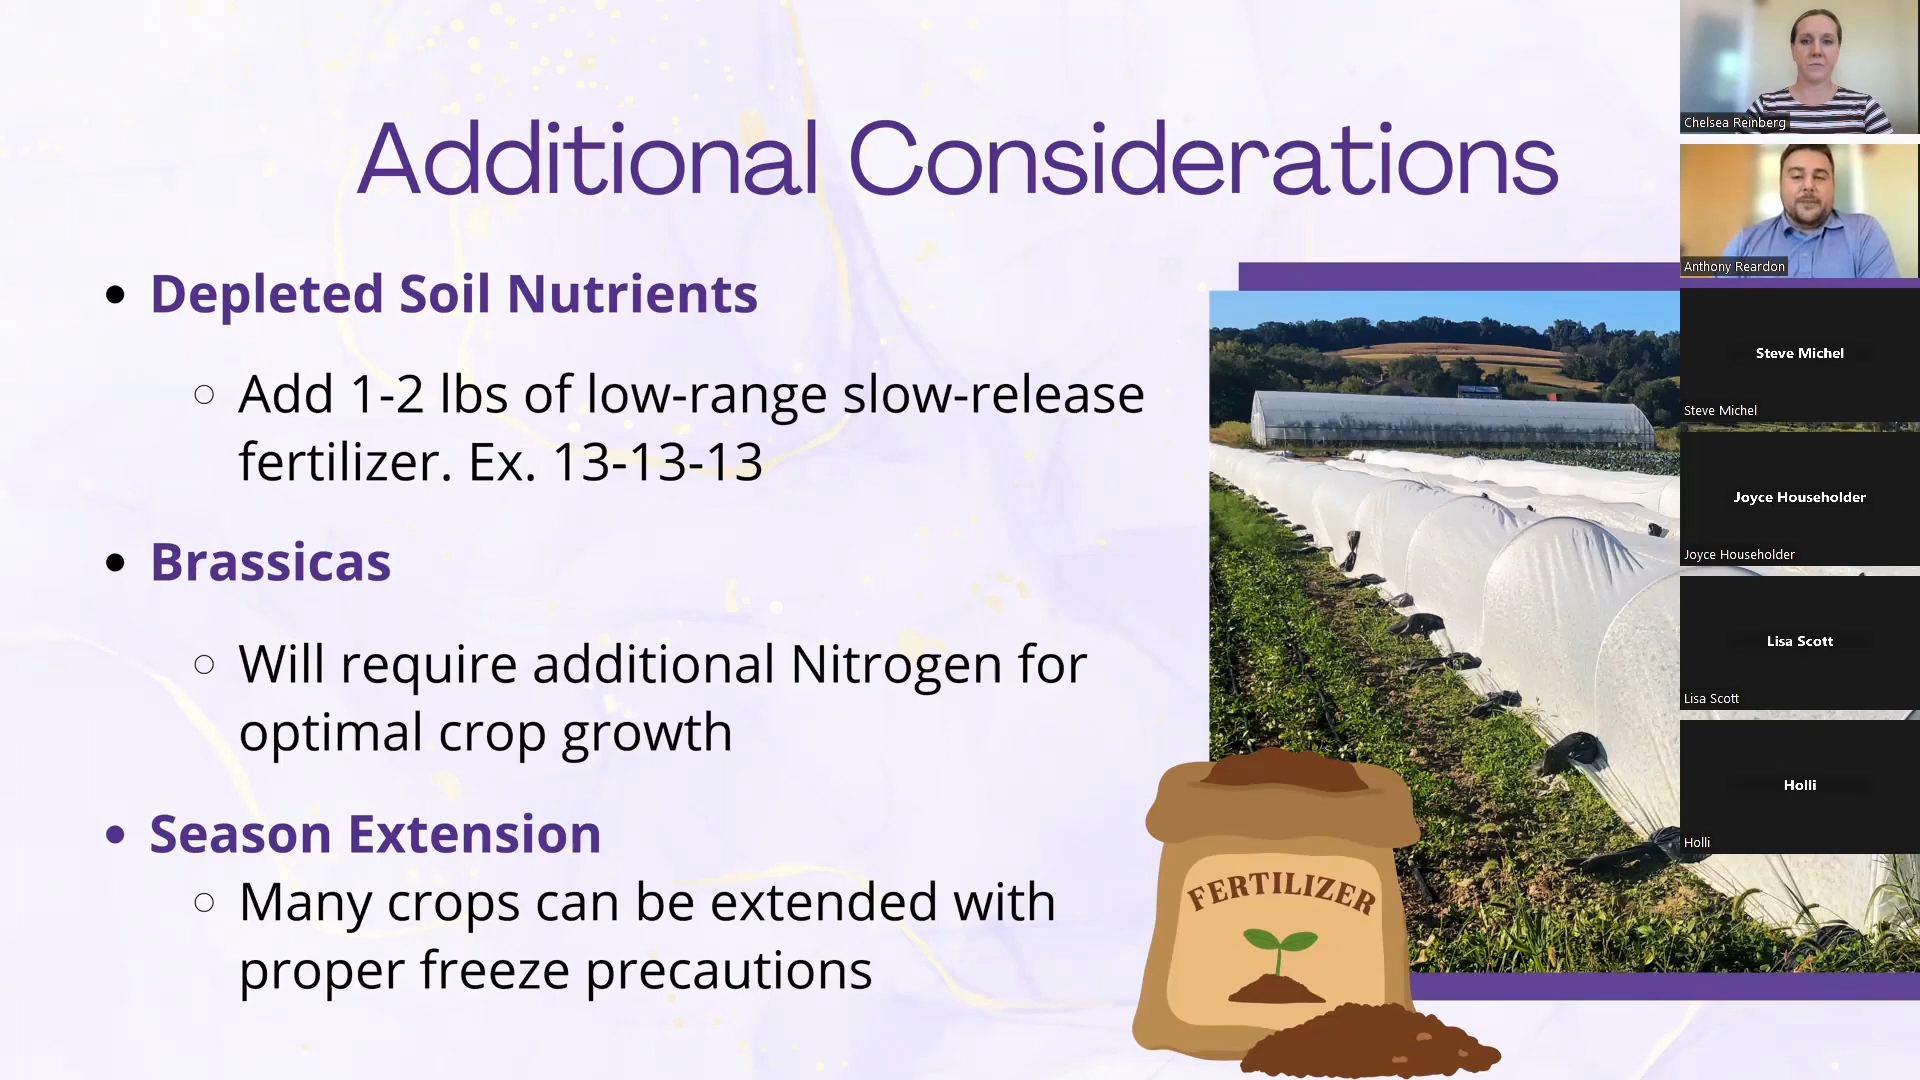 Additional Considerations
• Depleted Soil Nutrients
○ Add 1-2 lbs of low-range slow-release
fertilizer. Ex. 13-13-13
• Brassicas
○ Will require additional Nitrogen for
optimal crop growth
• Season Extension
○ Many crops can be extended with
proper freeze precautions
FERTILIZER
Chelsea Reinberg
Anthony Reardon
Steve Michel
Steve Michel
Joyce Householder
Joyce Householder
Lisa Scott
Lisa Scott
Holli
Holli